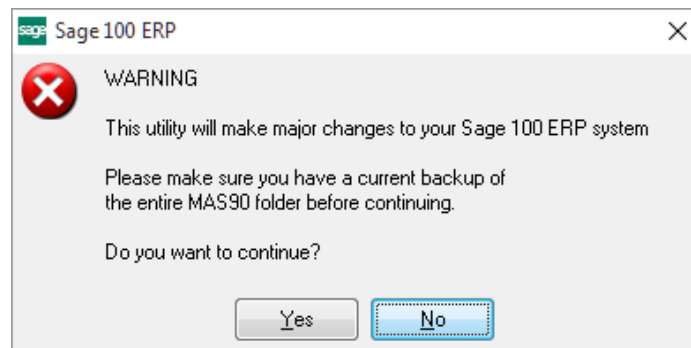 sage Sage 100 ERP
WARNING
This utility will make major changes to your Sage 100 ERP system
Please make sure you have a current backup of
the entire MAS90 folder before continuing.
Do you want to continue?
Yes No